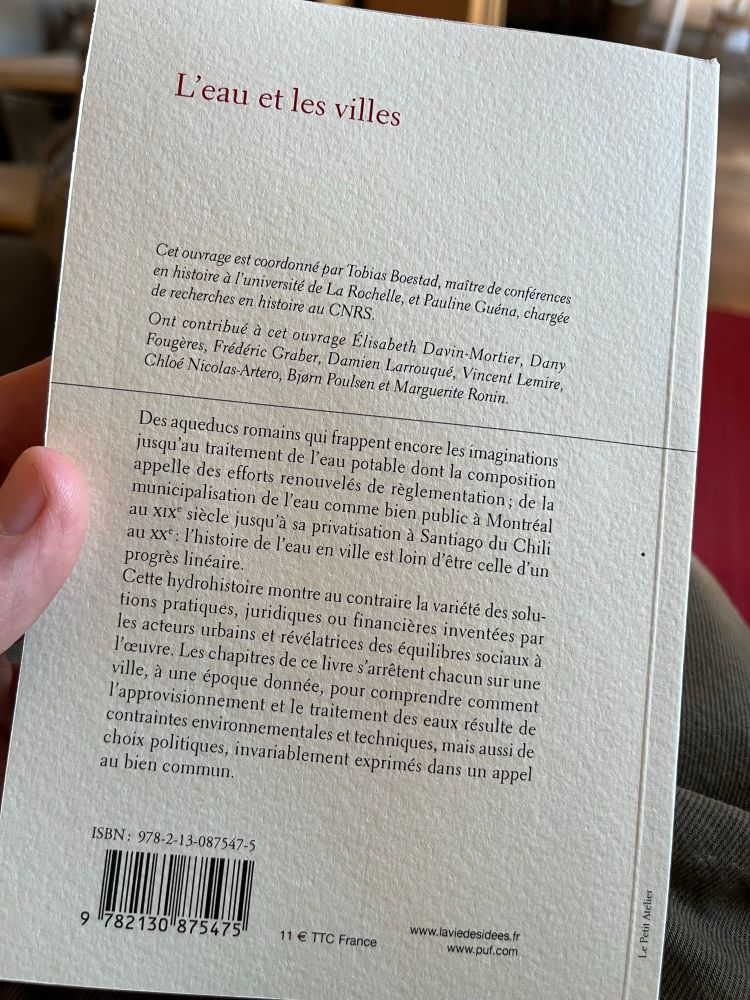 L'eau et les villes
Cet ouvrage est coordonné par Tobias Boestad, maître de conférences
en histoire à l'université de La Rochelle, et Pauline Guéna, chargée
de recherches en histoire au CNRS.
Ont contribué à cet ouvrage Élisabeth Davin-Mortier, Dany
Fougères, Frédéric Graber, Damien Larrouqué, Vincent Lemire,
Chloé Nicolas-Artero, Bjørn Poulsen et Marguerite Ronin.
Des aqueducs romains qui frappent encore les imaginations
jusqu'au traitement de l'eau potable dont la composition
appelle des efforts renouvelés de règlementation ; de la
municipalisation de l'eau comme bien public à Montréal
au XIXe siècle jusqu'à sa privatisation à Santiago du Chili
au XXe : l'histoire de l'eau en ville est loin d'être celle d'un
progrès linéaire.
Cette hydrohistoire montre au contraire la variété des solu-
tions pratiques, juridiques ou financières inventées par
les acteurs urbains et révélatrices des équilibres sociaux à
l'œuvre. Les chapitres de ce livre s'arrêtent chacun sur une
ville, à une époque donnée, pour comprendre comment
l'approvisionnement et le traitement des eaux résulte de
contraintes environnementales et techniques, mais aussi de
choix politiques, invariablement exprimés dans un appel
au bien commun.
ISBN : 978-2-13-087547-5
9 782130 875475
11 € TTC France
www.laviedesidees.fr
www.puf.com
Le Petit Atelier